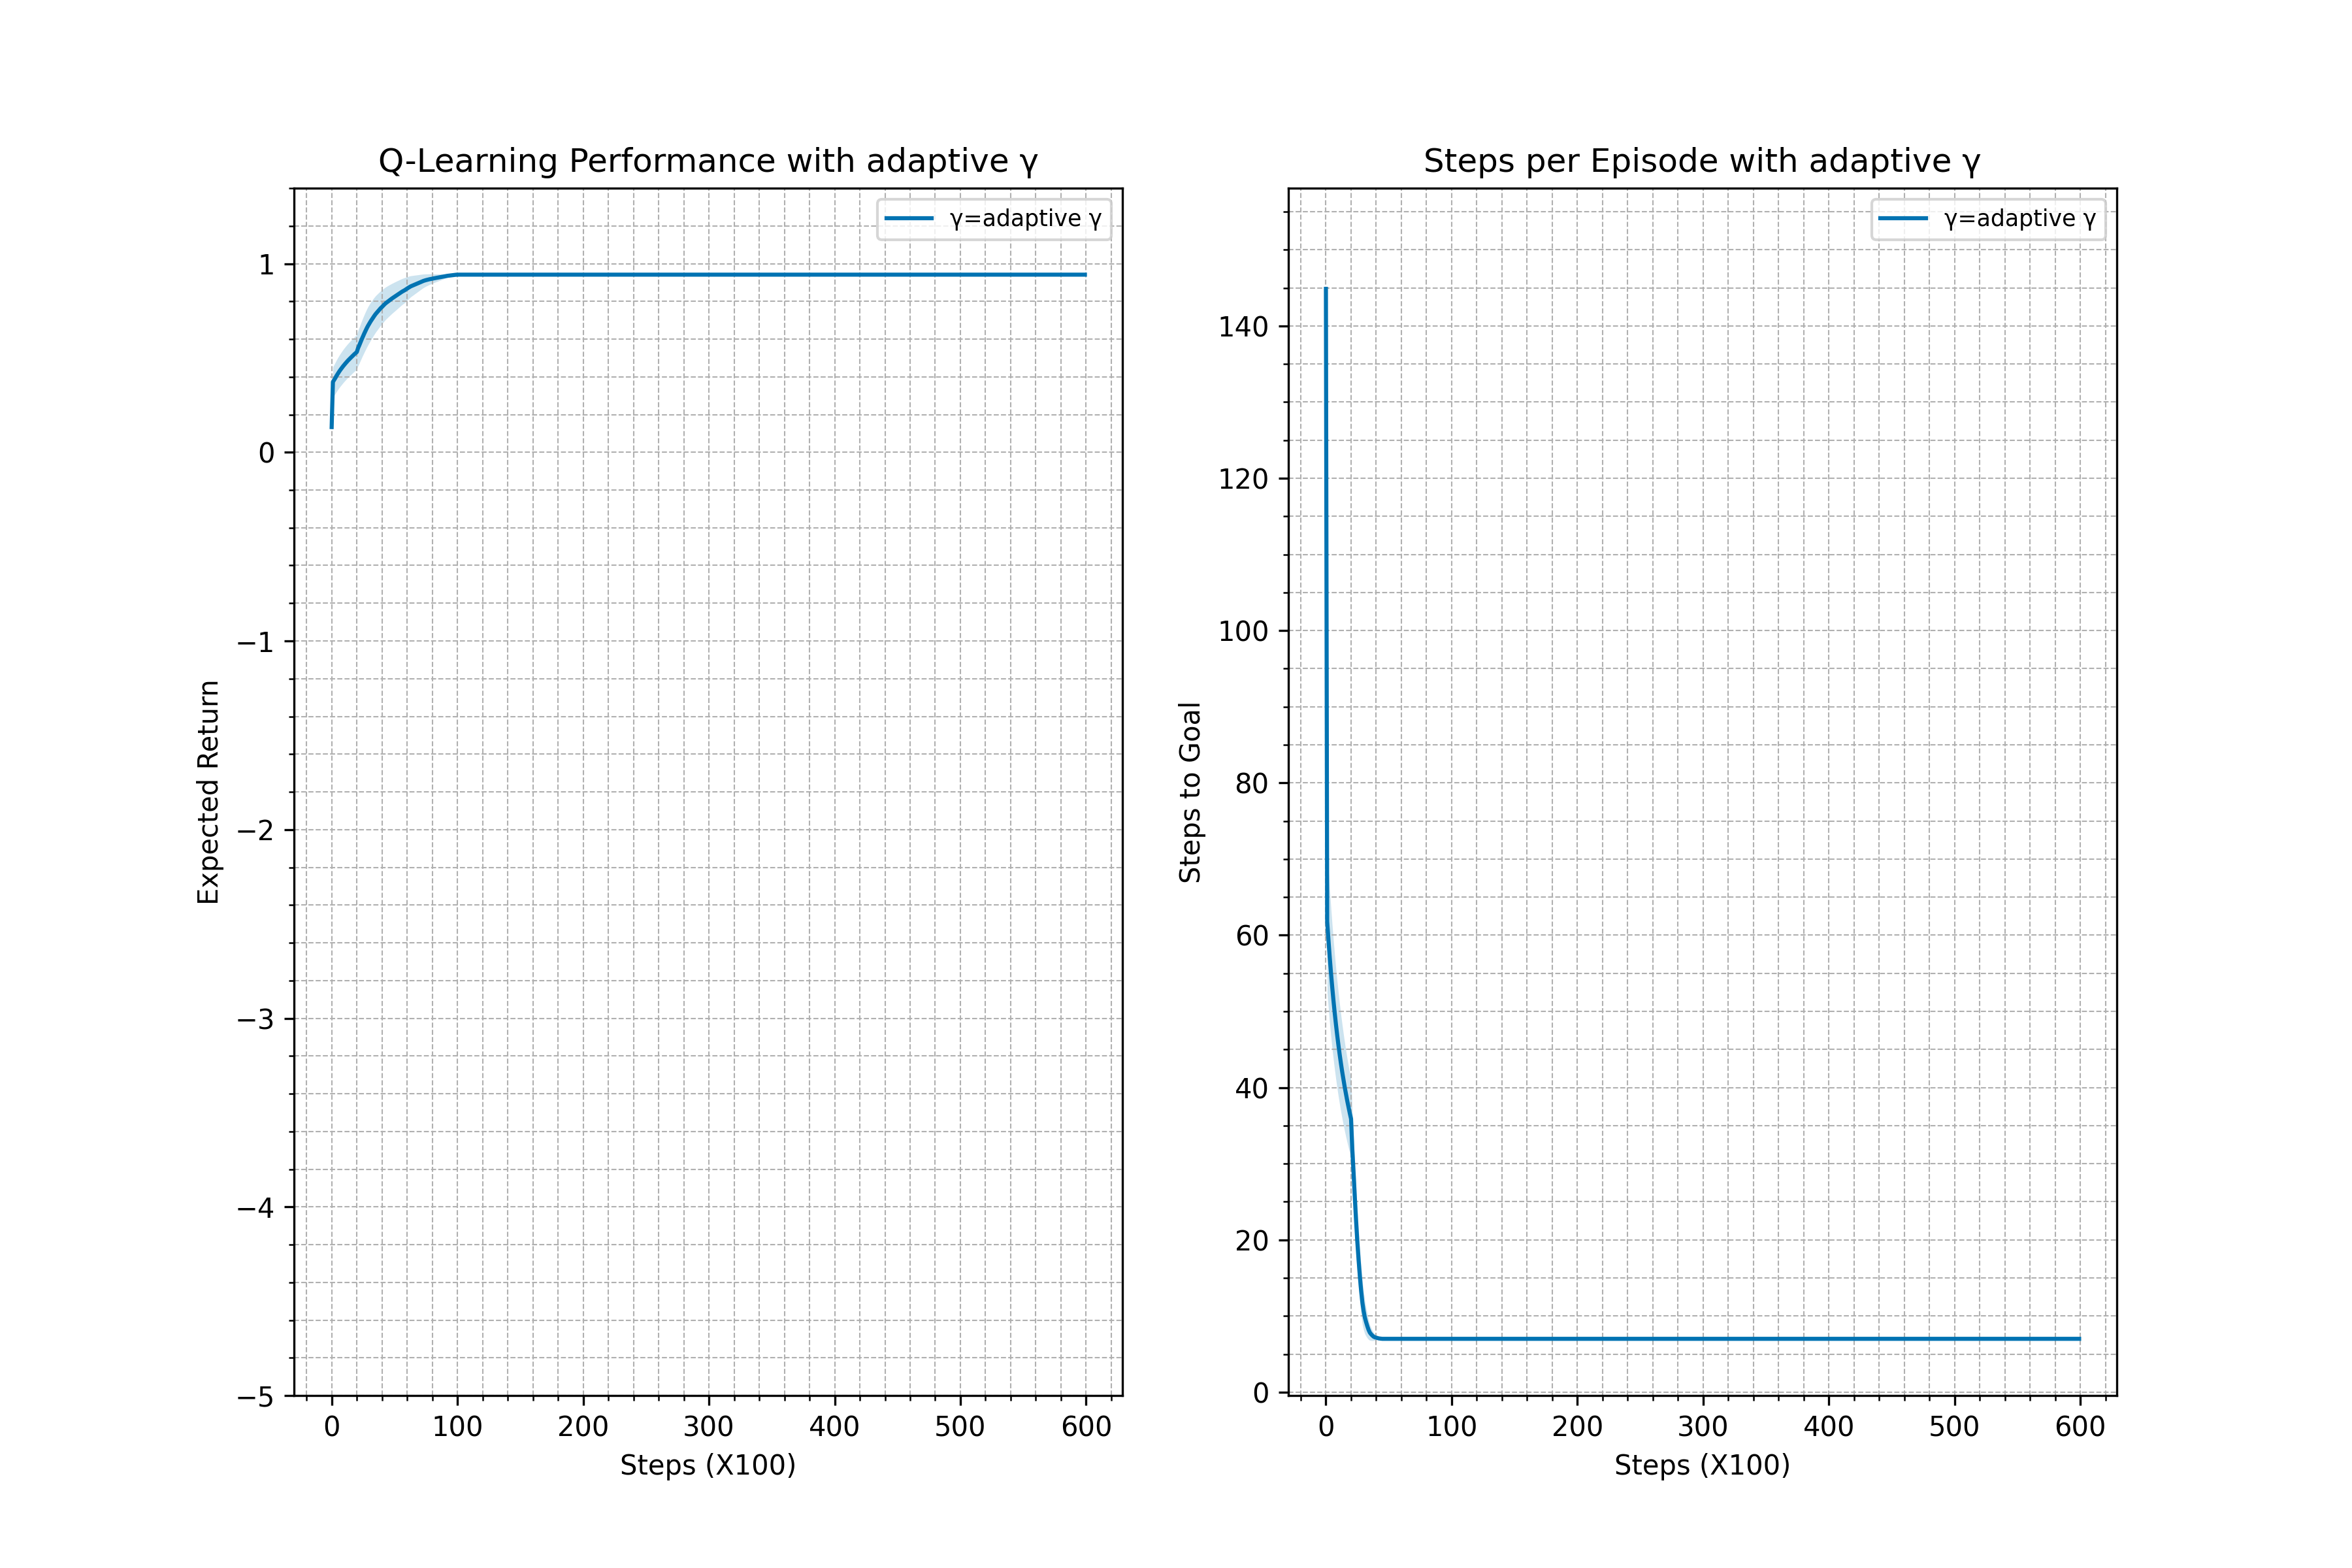 Q-Learning Performance with adaptive γ
γ=adaptive γ
1
0
−1
−2
−3
−4
−5
Expected Return
0 100 200 300 400 500 600
Steps (X100)
Steps per Episode with adaptive γ
γ=adaptive γ
140
120
100
80
60
40
20
0
Steps to Goal
0 100 200 300 400 500 600
Steps (X100)